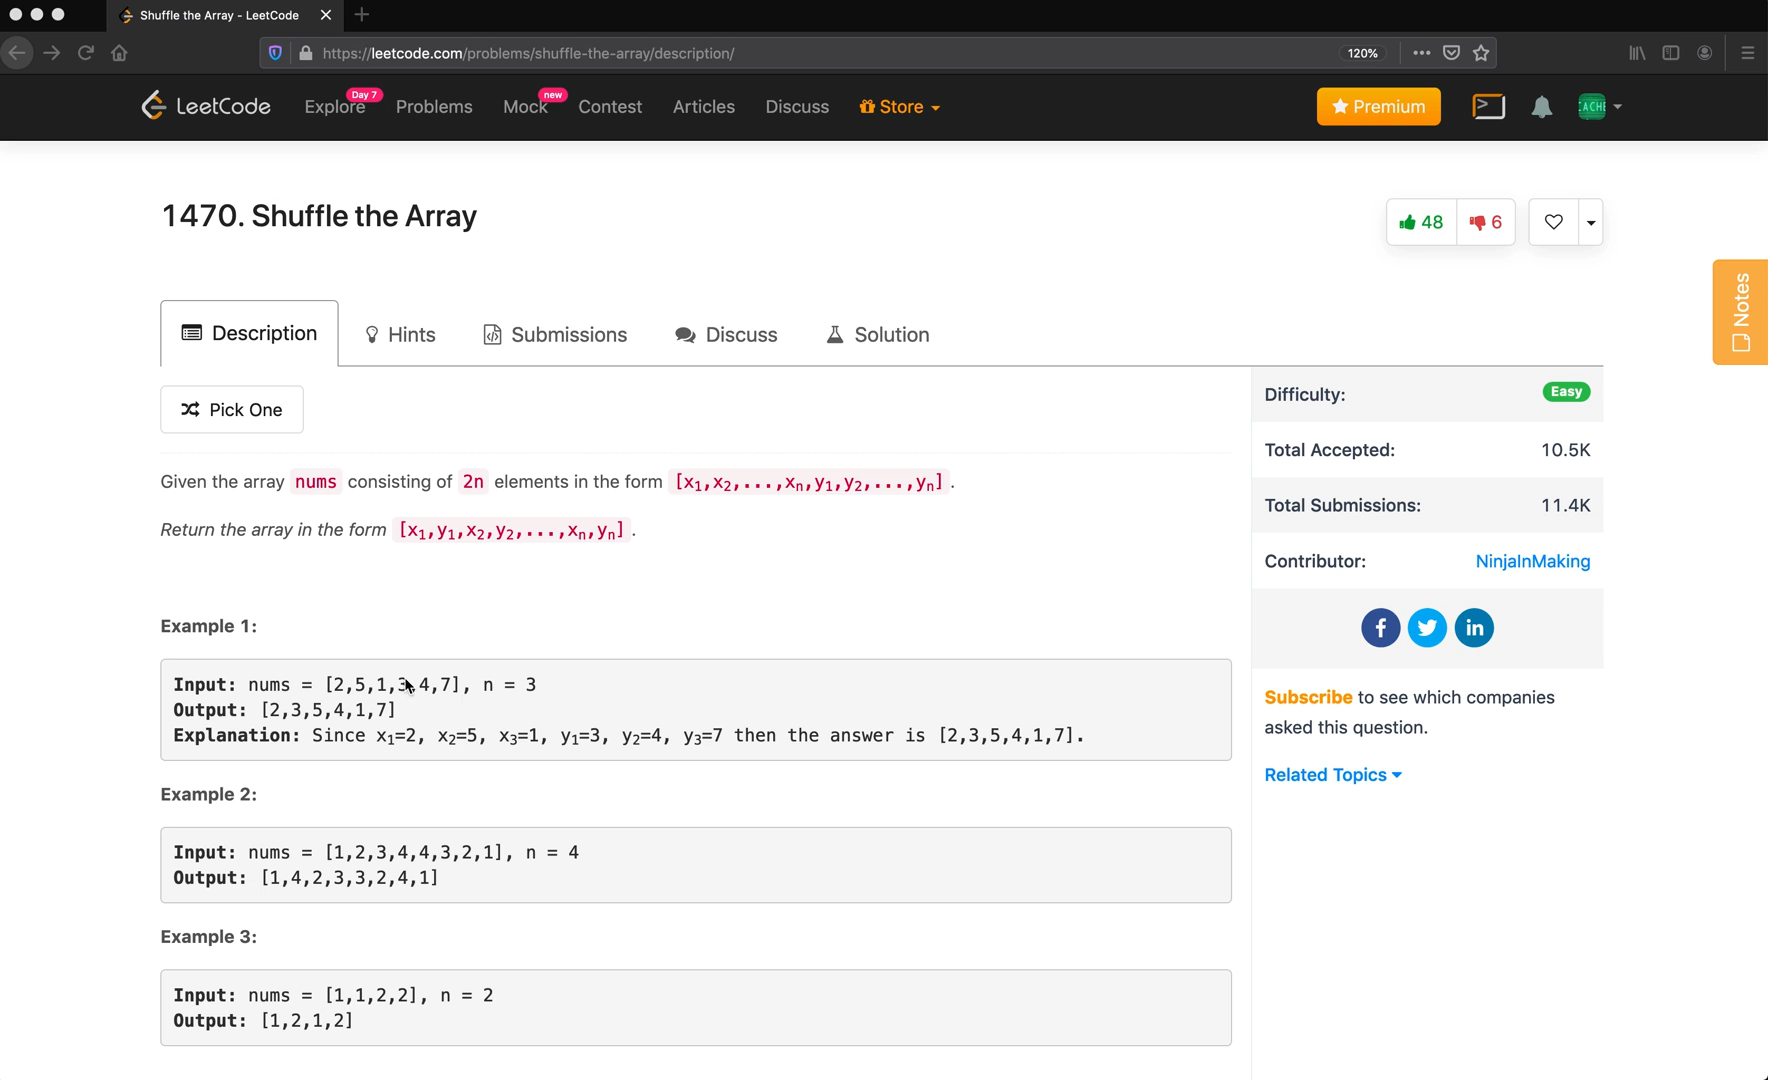 Shuffle the Array - LeetCode
https://leetcode.com/problems/shuffle-the-array/description/
120%
LeetCode
Explore
Day 7
Problems
Mock
new
Contest
Articles
Discuss
Store
Premium
1470. Shuffle the Array
48
6
Notes
Description
Hints
Submissions
Discuss
Solution
Pick One
Given the array nums consisting of 2n elements in the form [x₁,x₂,...,xₙ,y₁,y₂,...,yₙ].
Return the array in the form [x₁,y₁,x₂,y₂,...,xₙ,yₙ].
Example 1:
Input: nums = [2,5,1,3,4,7], n = 3
Output: [2,3,5,4,1,7]
Explanation: Since x₁=2, x₂=5, x₃=1, y₁=3, y₂=4, y₃=7 then the answer is [2,3,5,4,1,7].
Example 2:
Input: nums = [1,2,3,4,4,3,2,1], n = 4
Output: [1,4,2,3,3,2,4,1]
Example 3:
Input: nums = [1,1,2,2], n = 2
Output: [1,2,1,2]
Difficulty:
Easy
Total Accepted:
10.5K
Total Submissions:
11.4K
Contributor:
NinjaInMaking
Subscribe to see which companies
asked this question.
Related Topics